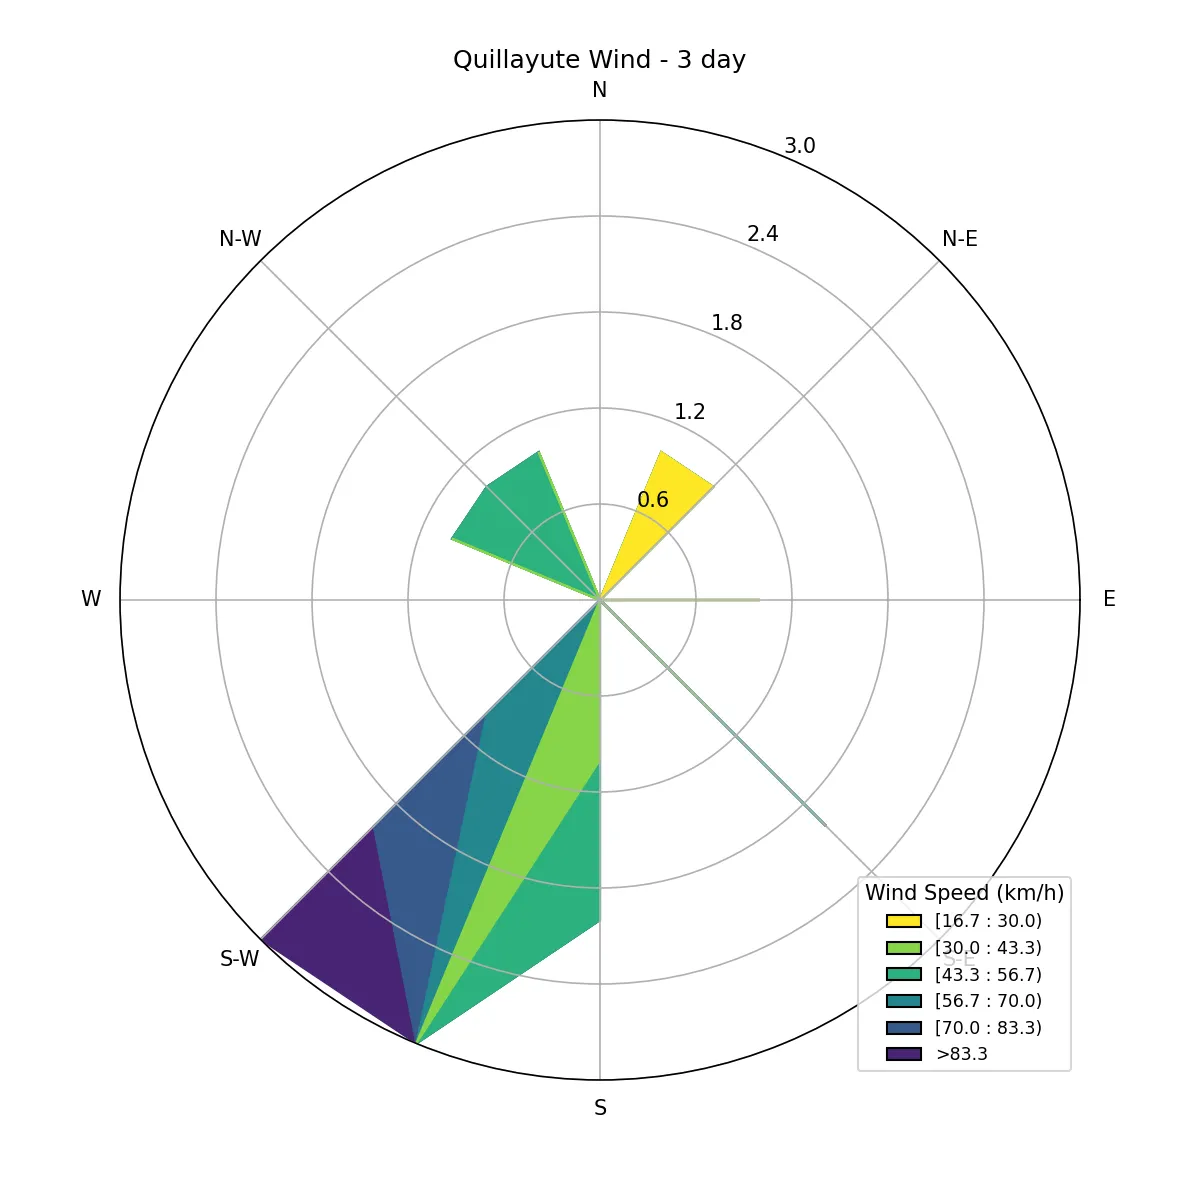 Quillayute Wind - 3 day
N
3.0
N-W
N-E
2.4
1.8
1.2
0.6
W
E
S-W
S-E
Wind Speed (km/h)
[16.7 : 30.0)
[30.0 : 43.3)
[43.3 : 56.7)
[56.7 : 70.0)
[70.0 : 83.3)
>83.3
S